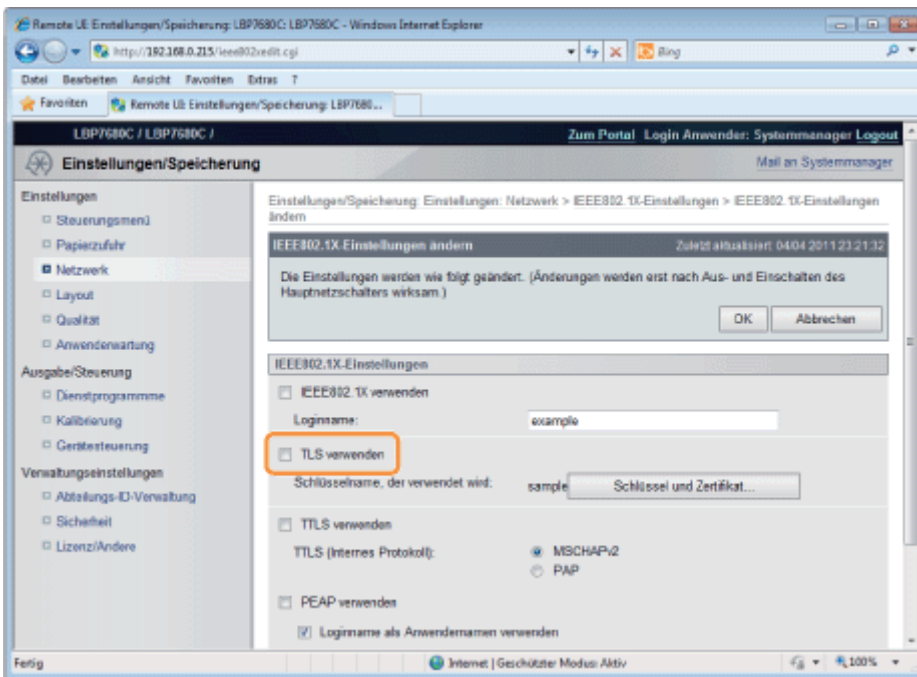 Remote UI: Einstellungen/Speicherung: LBP7680C: LBP7680C - Windows Internet Explorer
http://192.168.0.215/ieee802xedit.cgi
Bing
Datei Bearbeiten Ansicht Favoriten Extras ?
Favoriten
Remote UI: Einstellungen/Speicherung: LBP7680...
LBP7680C / LBP7680C /
Zum Portal Login Anwender: Systemmanager Logout
Einstellungen/Speicherung
Mail an Systemmanager
Einstellungen
Steuerungsmenü
Papierzufuhr
Netzwerk
Layout
Qualität
Anwenderwartung
Ausgabe/Steuerung
Dienstprogramme
Kalibrierung
Gerätesteuerung
Verwaltungseinstellungen
Abteilungs-ID-Verwaltung
Sicherheit
Lizenz/Andere
Einstellungen/Speicherung: Einstellungen: Netzwerk > IEEE802.1X-Einstellungen > IEEE802.1X-Einstellungen
ändern
IEEE802.1X-Einstellungen ändern
Zuletzt aktualisiert: 04/04 2011 23:21:32
Die Einstellungen werden wie folgt geändert. (Änderungen werden erst nach Aus- und Einschalten des
Hauptnetzschalters wirksam.)
OK
Abbrechen
IEEE802.1X-Einstellungen
IEEE802.1X verwenden
Loginname:
example
TLS verwenden
Schlüsselname, der verwendet wird:
sample
Schlüssel und Zertifikat...
TTLS verwenden
TTLS (Internes Protokoll):
MSCHAPv2
PAP
PEAP verwenden
Loginname als Anwendernamen verwenden
Fertig
Internet | Geschützter Modus: Aktiv
100%